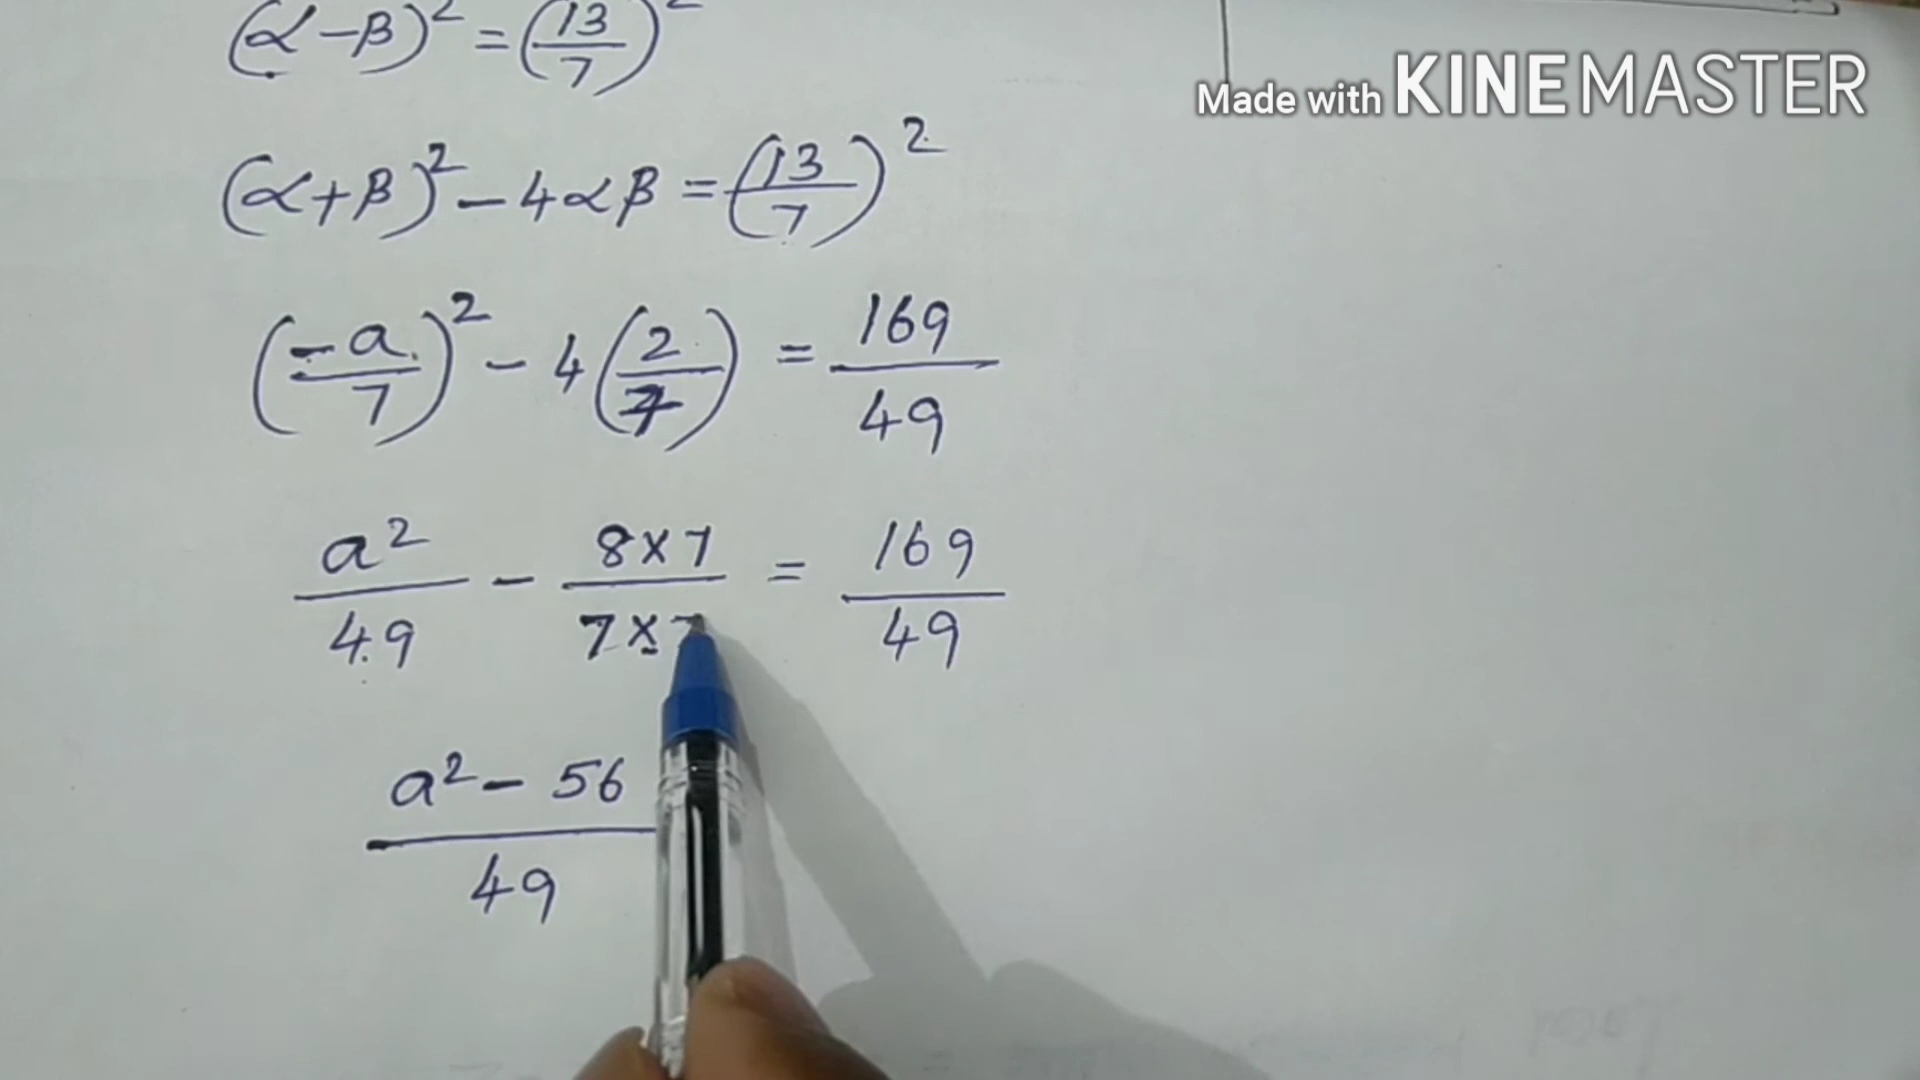 (α-β)² = (13/7)²
Made with KINEMASTER
(α+β)² - 4αβ = (13/7)²
(-a/7)² - 4(2/7) = 169/49
a²/49 - 8×7/7×7 = 169/49
a² - 56/49